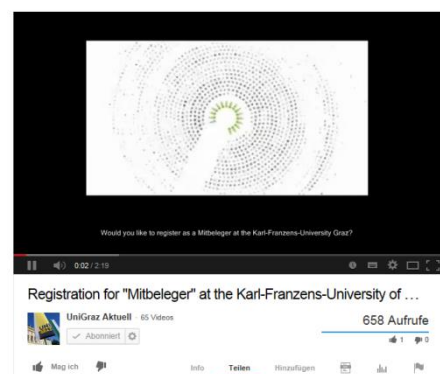 Would you like to register as a Mitbeleger at the Karl-Franzens-University Graz?
0:02 / 2:19
Registration for "Mitbeleger" at the Karl-Franzens-University of ...
UniGraz Aktuell · 65 Videos
Abonniert
658 Aufrufe
1 0
Mag ich
Info Teilen Hinzufügen